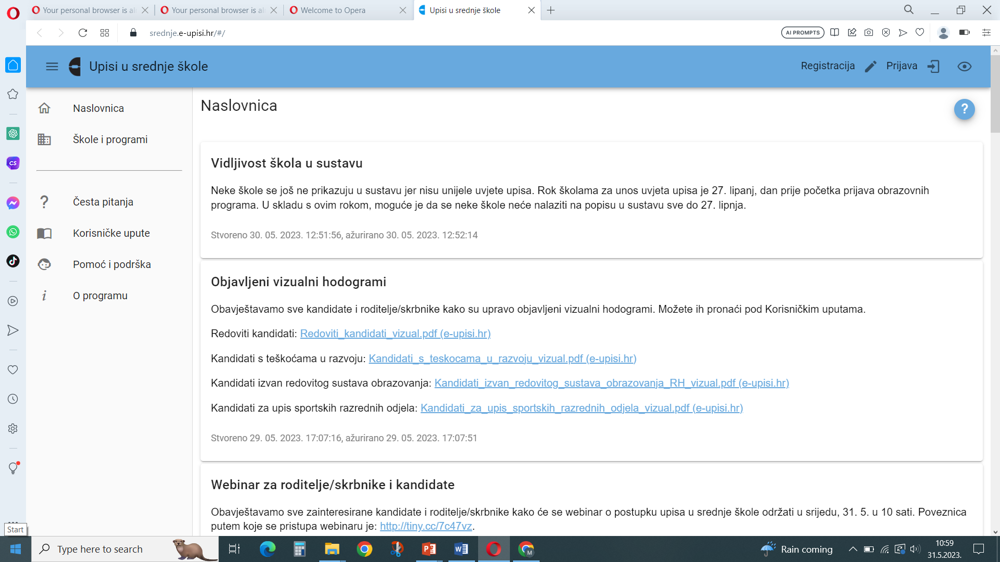 Your personal browser is al
Your personal browser is al
Welcome to Opera
Upisi u srednje škole
srednje.e-upisi.hr/#/
AI PROMPTS
Upisi u srednje škole
Registracija
Prijava
Naslovnica
Škole i programi
Česta pitanja
Korisničke upute
Pomoć i podrška
O programu
Naslovnica
?
Vidljivost škola u sustavu
Neke škole se još ne prikazuju u sustavu jer nisu unijele uvjete upisa. Rok školama za unos uvjeta upisa je 27. lipanj, dan prije početka prijava obrazovnih
programa. U skladu s ovim rokom, moguće je da se neke škole neće nalaziti na popisu u sustavu sve do 27. lipnja.
Stvoreno 30. 05. 2023. 12:51:56, ažurirano 30. 05. 2023. 12:52:14
Objavljeni vizualni hodogrami
Obavještavamo sve kandidate i roditelje/skrbnike kako su upravo objavljeni vizualni hodogrami. Možete ih pronaći pod Korisničkim uputama.
Redoviti kandidati: Redoviti_kandidati_vizual.pdf (e-upisi.hr)
Kandidati s teškoćama u razvoju: Kandidati_s_teskocama_u_razvoju_vizual.pdf (e-upisi.hr)
Kandidati izvan redovitog sustava obrazovanja: Kandidati_izvan_redovitog_sustava_obrazovanja_RH_vizual.pdf (e-upisi.hr)
Kandidati za upis sportskih razrednih odjela: Kandidati_za_upis_sportskih_razrednih_odjela_vizual.pdf (e-upisi.hr)
Stvoreno 29. 05. 2023. 17:07:16, ažurirano 29. 05. 2023. 17:07:51
Webinar za roditelje/skrbnike i kandidate
Obavještavamo sve zainteresirane kandidate i roditelje/skrbnike kako će se webinar o postupku upisa u srednje škole održati u srijedu, 31. 5. u 10 sati. Poveznica
putem koje se pristupa webinaru je: http://tiny.cc/7c47vz.
CS
Start
Type here to search
Rain coming
10:59
31.5.2023.